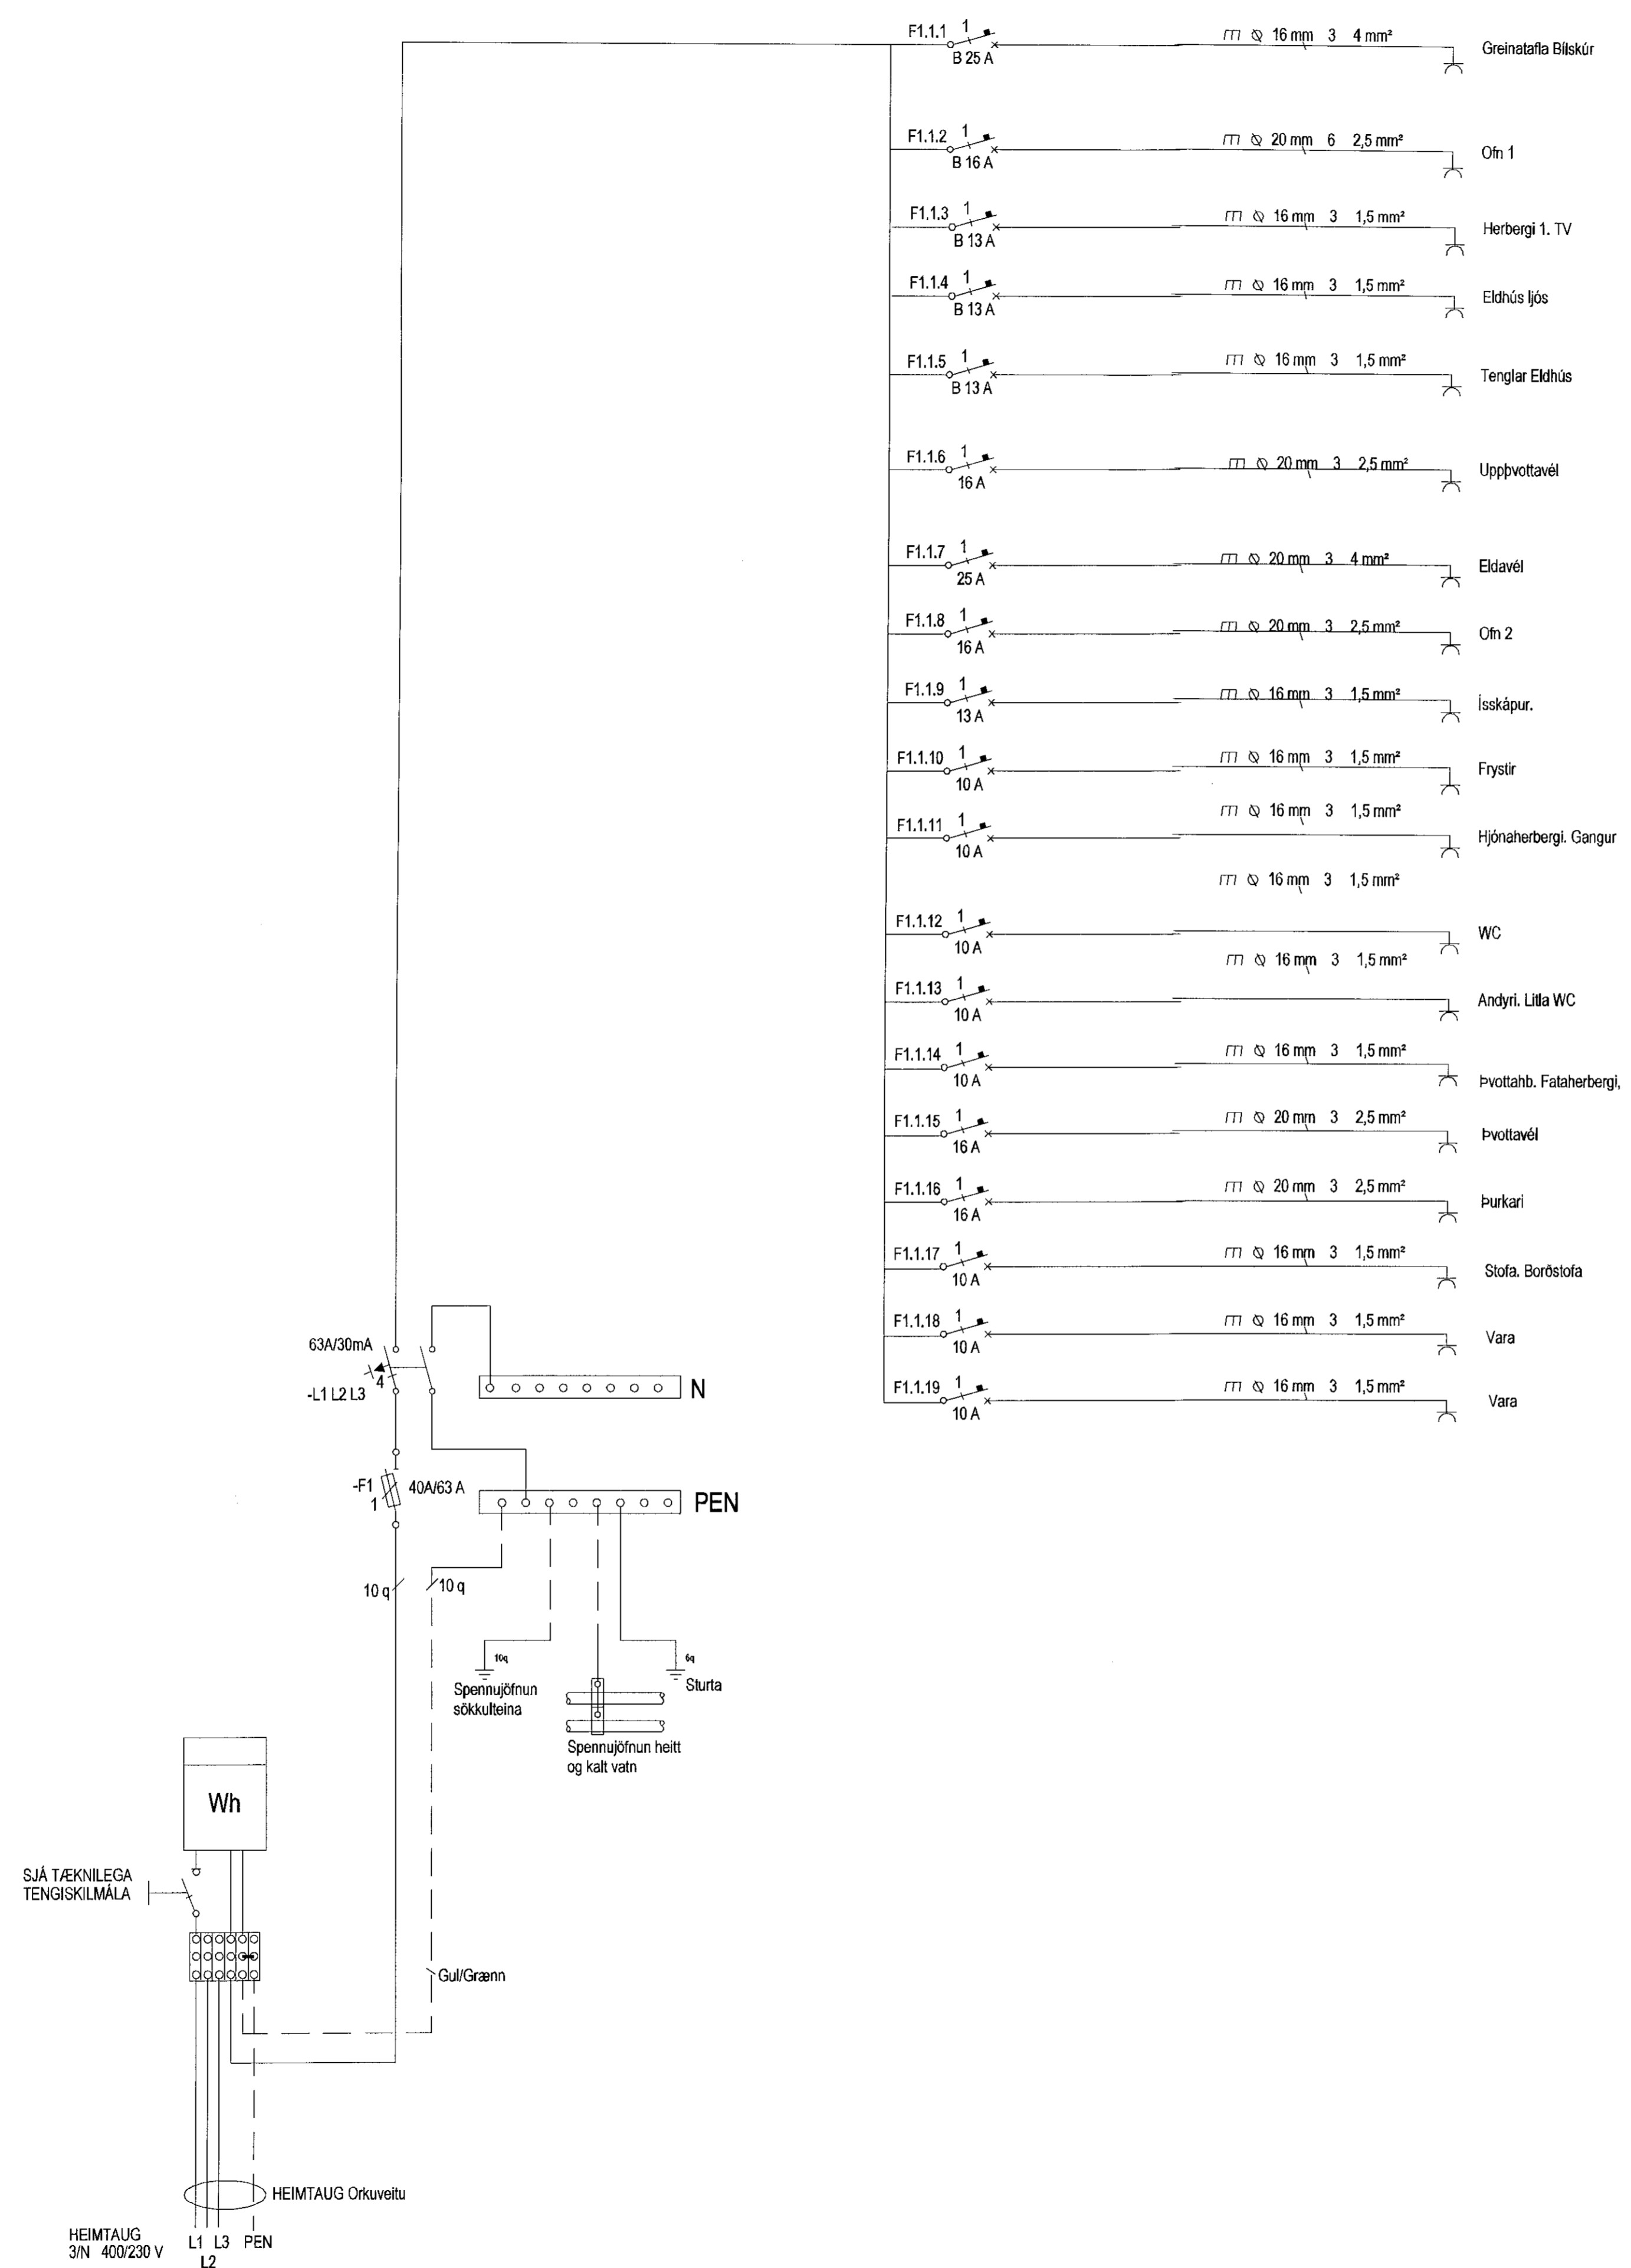 F1.1.1 1 16 mm 3 4 mm² Greinatafla Bílskúr
B 25 A
F1.1.2 1 20 mm 6 2,5 mm² Ofn 1
B 16 A
F1.1.3 1 16 mm 3 1,5 mm² Herbergi 1. TV
B 13 A
F1.1.4 1 16 mm 3 1,5 mm² Eldhús ljós
B 13 A
F1.1.5 1 16 mm 3 1,5 mm² Tenglar Eldhús
B 13 A
F1.1.6 1 20 mm 3 2,5 mm² Uppþvottavél
16 A
F1.1.7 1 20 mm 3 4 mm² Eldavél
25 A
F1.1.8 1 20 mm 3 2,5 mm² Ofn 2
16 A
F1.1.9 1 16 mm 3 1,5 mm² Ísskápur.
13 A
F1.1.10 1 16 mm 3 1,5 mm² Frystir
10 A
F1.1.11 1 16 mm 3 1,5 mm² Hjónaherbergi. Gangur
10 A
16 mm 3 1,5 mm²
F1.1.12 1 WC
10 A
16 mm 3 1,5 mm²
F1.1.13 1 Andyri. Litla WC
10 A
F1.1.14 1 16 mm 3 1,5 mm² Þvottahb. Fataherbergi,
10 A
F1.1.15 1 20 mm 3 2,5 mm² Þvottavél
16 A
F1.1.16 1 20 mm 3 2,5 mm² Þurkari
16 A
F1.1.17 1 16 mm 3 1,5 mm² Stofa. Borðstofa
10 A
F1.1.18 1 16 mm 3 1,5 mm² Vara
10 A
F1.1.19 1 16 mm 3 1,5 mm² Vara
10 A
63A/30mA
4
-L1 L2 L3
N
-F1 40A/63 A
1
PEN
10 q 10 q
10q
Spennujöfnun
sökkulteina
6q
Sturta
Spennujöfnun heitt
og kalt vatn
Wh
SJÁ TÆKNILEGA
TENGISKILMÁLA
Gul/Grænn
HEIMTAUG Orkuveitu
HEIMTAUG
3/N 400/230 V
L1 L3 PEN
L2